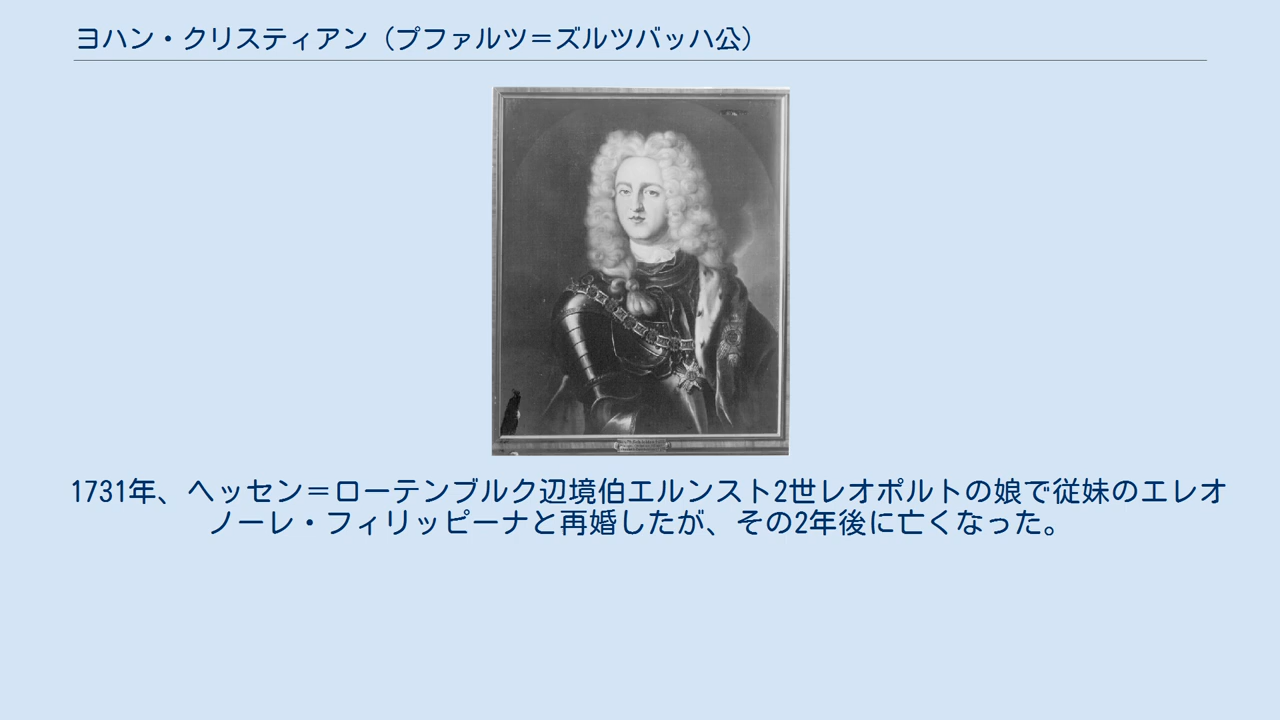 ヨハン・クリスティアン（プファルツ＝ズルツバッハ公）
1731年、ヘッセン＝ローテンブルク辺境伯エルンスト2世レオポルトの娘で従妹のエレオ
ノーレ・フィリッピーナと再婚したが、その2年後に亡くなった。